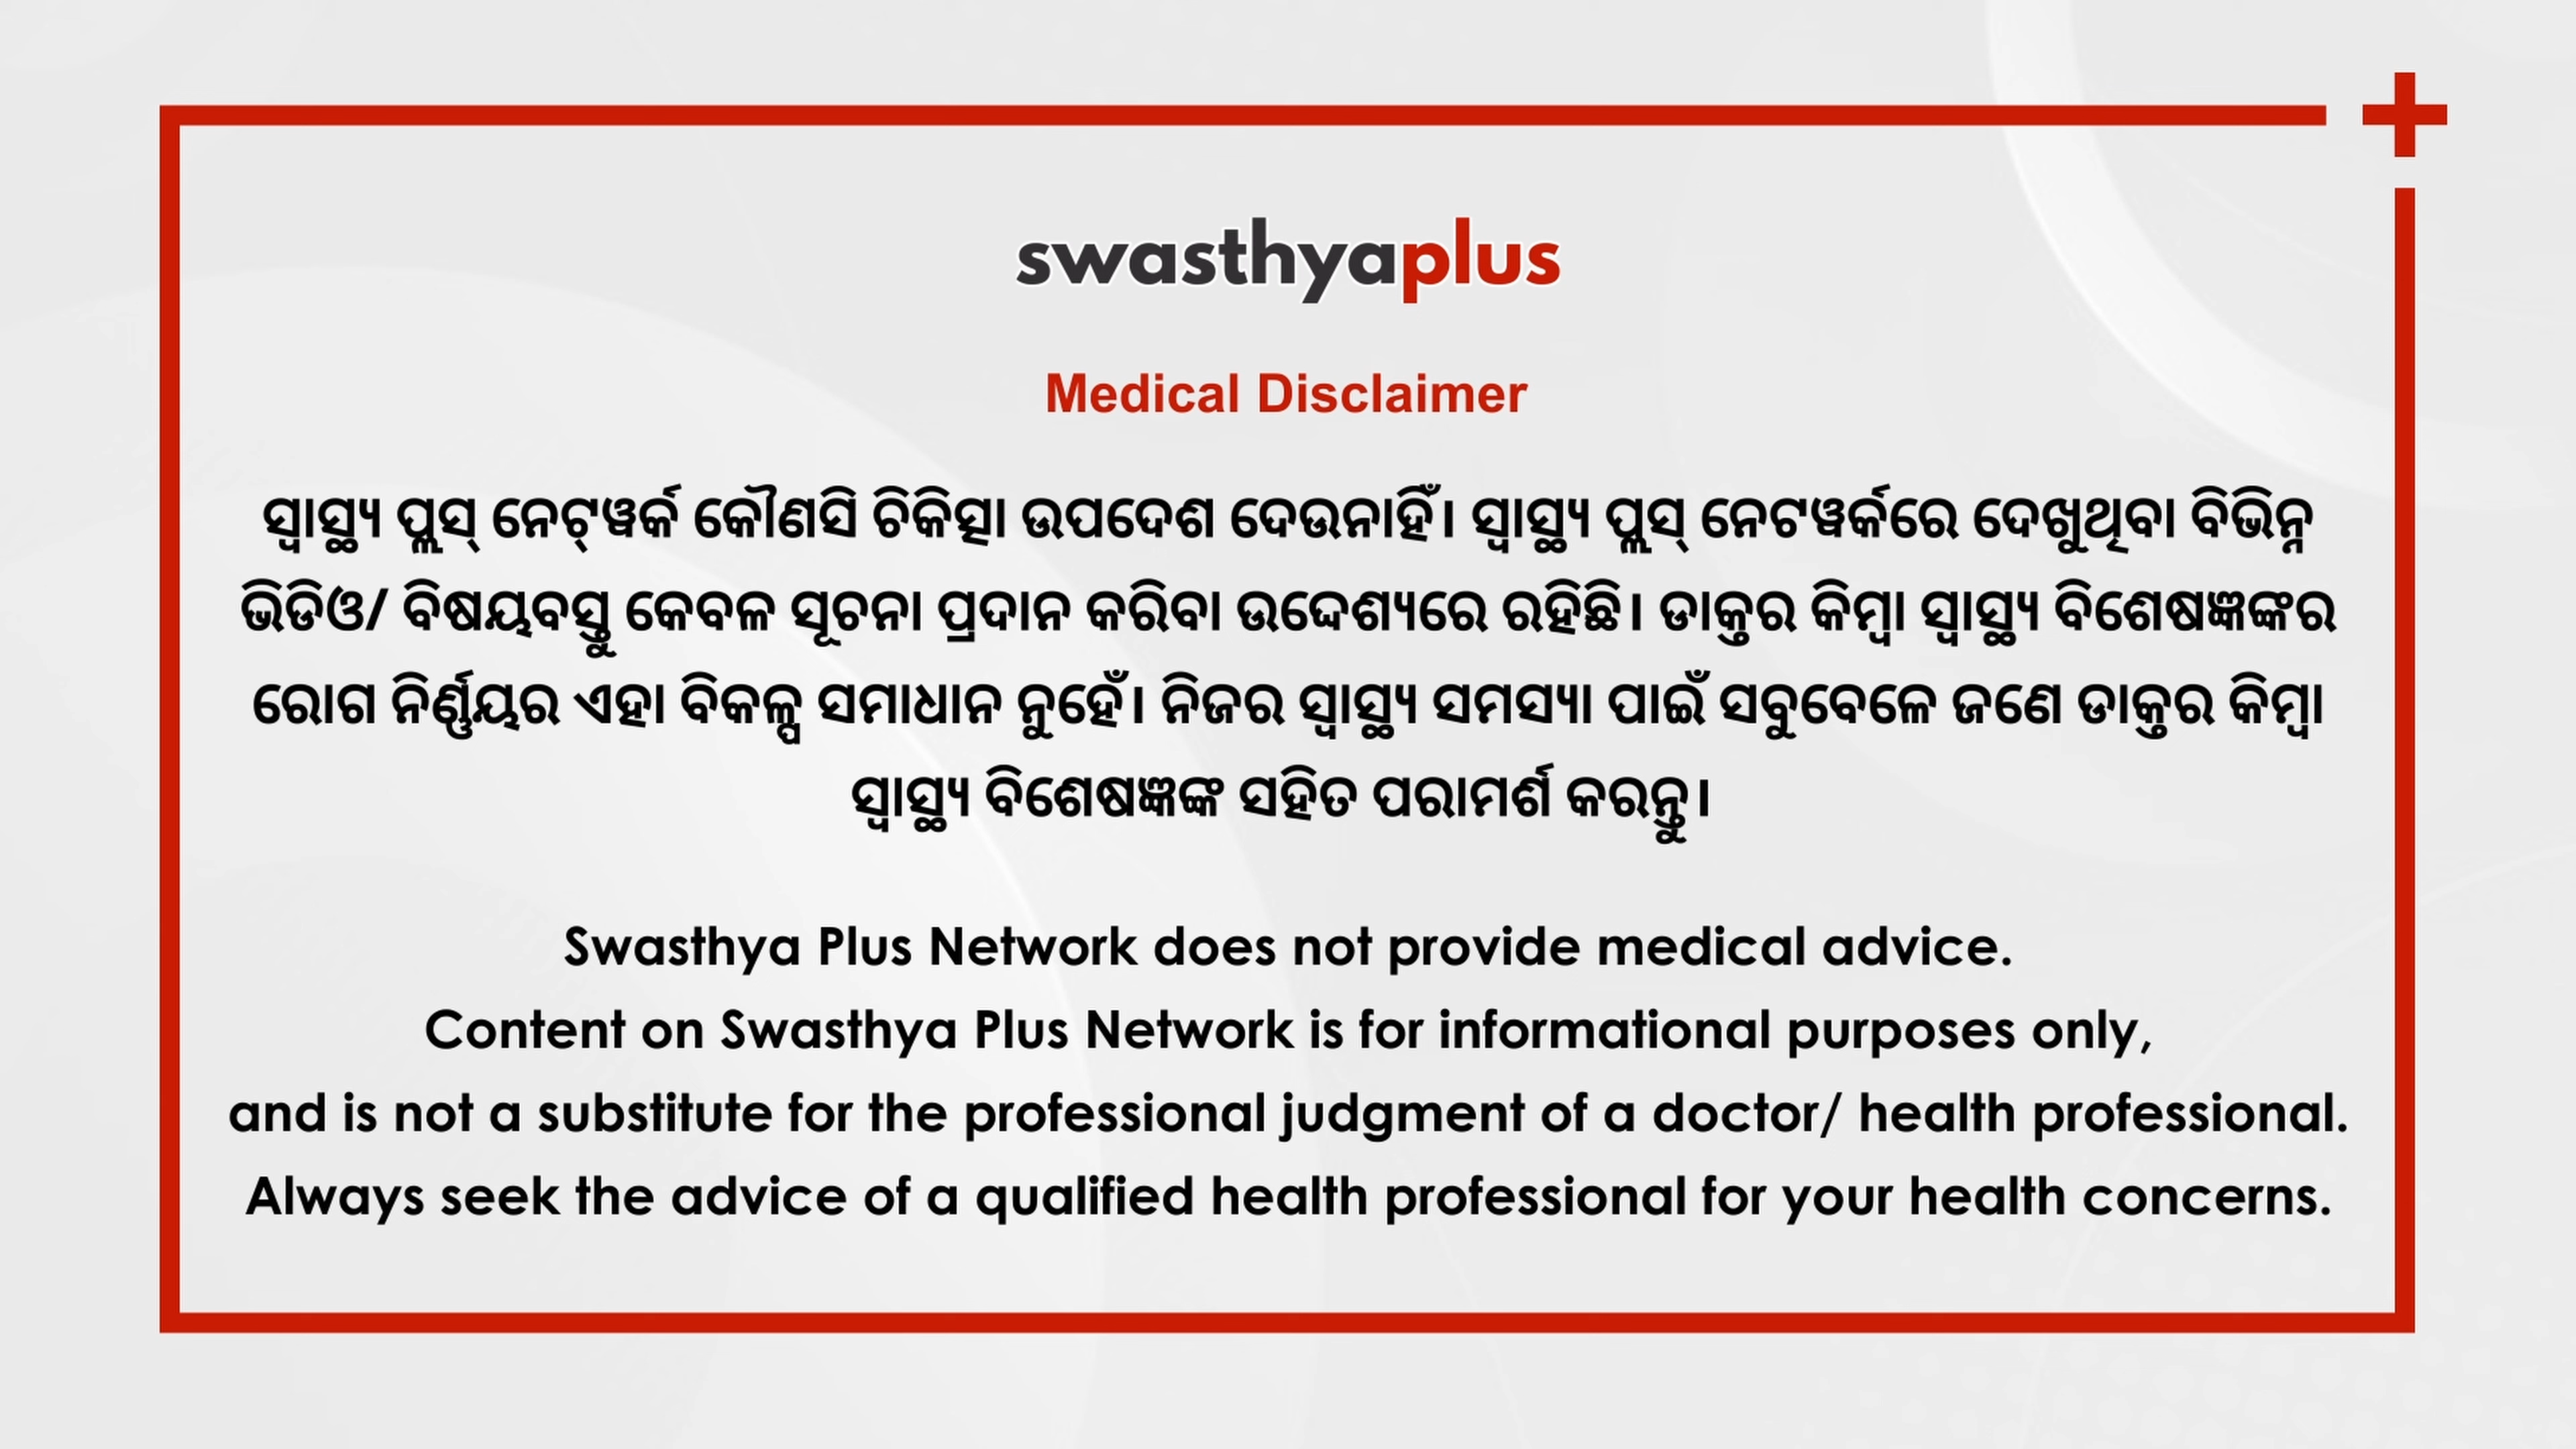 swasthyaplus
Medical Disclaimer
ସ୍ୱାସ୍ଥ୍ୟ ପ୍ଲସ୍ ନେଟ୍‌ୱର୍କ କୌଣସି ଚିକିତ୍ସା ଉପଦେଶ ଦେଉନାହିଁ। ସ୍ୱାସ୍ଥ୍ୟ ପ୍ଲସ୍ ନେଟୱର୍କରେ ଦେଖୁଥିବା ବିଭିନ୍ନ
ଭିଡିଓ/ ବିଷୟବସ୍ତୁ କେବଳ ସୂଚନା ପ୍ରଦାନ କରିବା ଉଦ୍ଦେଶ୍ୟରେ ରହିଛି। ଡାକ୍ତର କିମ୍ବା ସ୍ୱାସ୍ଥ୍ୟ ବିଶେଷଜ୍ଞଙ୍କର
ରୋଗ ନିର୍ଣ୍ଣୟର ଏହା ବିକଳ୍ପ ସମାଧାନ ନୁହେଁ। ନିଜର ସ୍ୱାସ୍ଥ୍ୟ ସମସ୍ୟା ପାଇଁ ସବୁବେଳେ ଜଣେ ଡାକ୍ତର କିମ୍ବା
ସ୍ୱାସ୍ଥ୍ୟ ବିଶେଷଜ୍ଞଙ୍କ ସହିତ ପରାମର୍ଶ କରନ୍ତୁ।
Swasthya Plus Network does not provide medical advice.
Content on Swasthya Plus Network is for informational purposes only,
and is not a substitute for the professional judgment of a doctor/ health professional.
Always seek the advice of a qualified health professional for your health concerns.